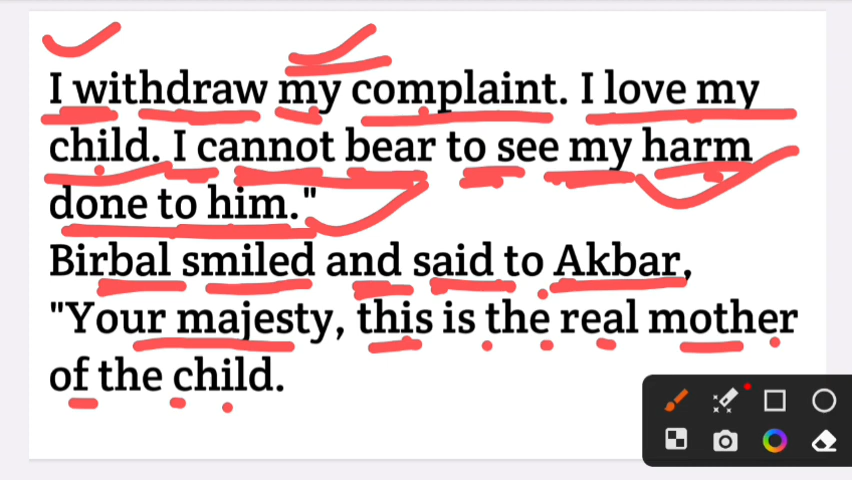 I withdraw my complaint. I love my
child. I cannot bear to see my harm
done to him."
Birbal smiled and said to Akbar,
"Your majesty, this is the real mother
of the child.